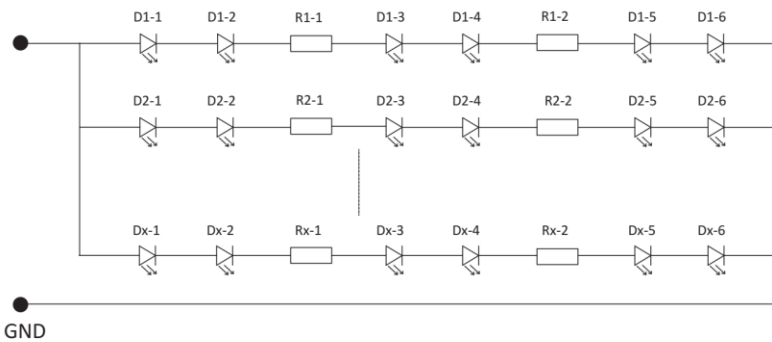 D1-1 D1-2 R1-1 D1-3 D1-4 R1-2 D1-5 D1-6
D2-1 D2-2 R2-1 D2-3 D2-4 R2-2 D2-5 D2-6
Dx-1 Dx-2 Rx-1 Dx-3 Dx-4 Rx-2 Dx-5 Dx-6
GND